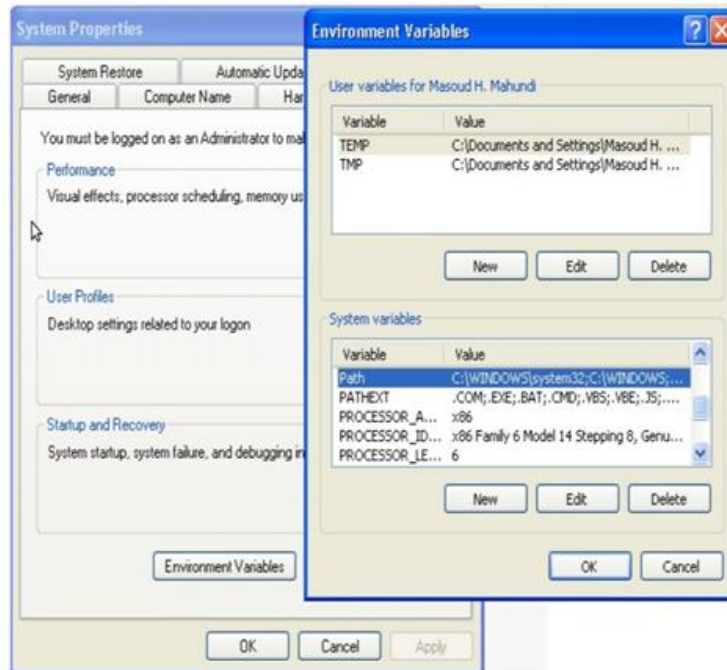 System Properties
System Restore Automatic Upda
General Computer Name Har
You must be logged on as an Administrator to mal
Performance
Visual effects, processor scheduling, memory us
User Profiles
Desktop settings related to your logon
Startup and Recovery
System startup, system failure, and debugging in
Environment Variables
OK Cancel Apply
Environment Variables
User variables for Masoud H. Mahundi
Variable Value
TEMP C:\Documents and Settings\Masoud H. ...
TMP C:\Documents and Settings\Masoud H. ...
New Edit Delete
System variables
Variable Value
Path C:\WINDOWS\system32;C:\WINDOWS;...
PATHEXT .COM;.EXE;.BAT;.CMD;.VBS;.VBE;.JS;....
PROCESSOR_A... x86
PROCESSOR_ID... x86 Family 6 Model 14 Stepping 8, Genu...
PROCESSOR_LE... 6
New Edit Delete
OK Cancel